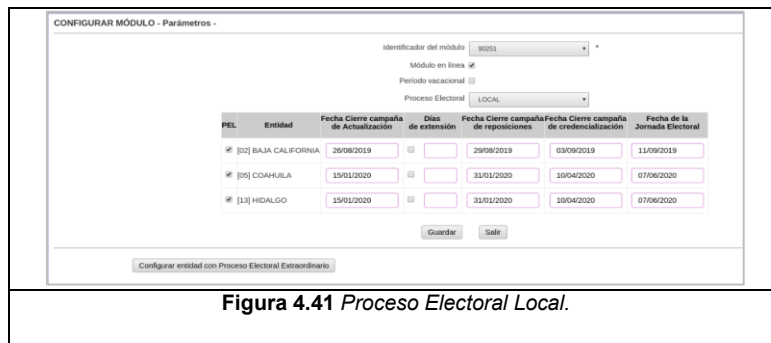 CONFIGURAR MÓDULO - Parámetros -
Identificador del módulo 90251 *
Módulo en línea
Período vacacional
Proceso Electoral LOCAL
PEL Entidad Fecha Cierre campaña de Actualización Días de extensión Fecha Cierre campaña de reposiciones Fecha Cierre campaña de credencialización Fecha de la Jornada Electoral
[02] BAJA CALIFORNIA 26/08/2019 29/08/2019 03/09/2019 11/09/2019
[05] COAHUILA 15/01/2020 31/01/2020 10/04/2020 07/06/2020
[13] HIDALGO 15/01/2020 31/01/2020 10/04/2020 07/06/2020
Guardar Salir
Configurar entidad con Proceso Electoral Extraordinario
Figura 4.41 Proceso Electoral Local.